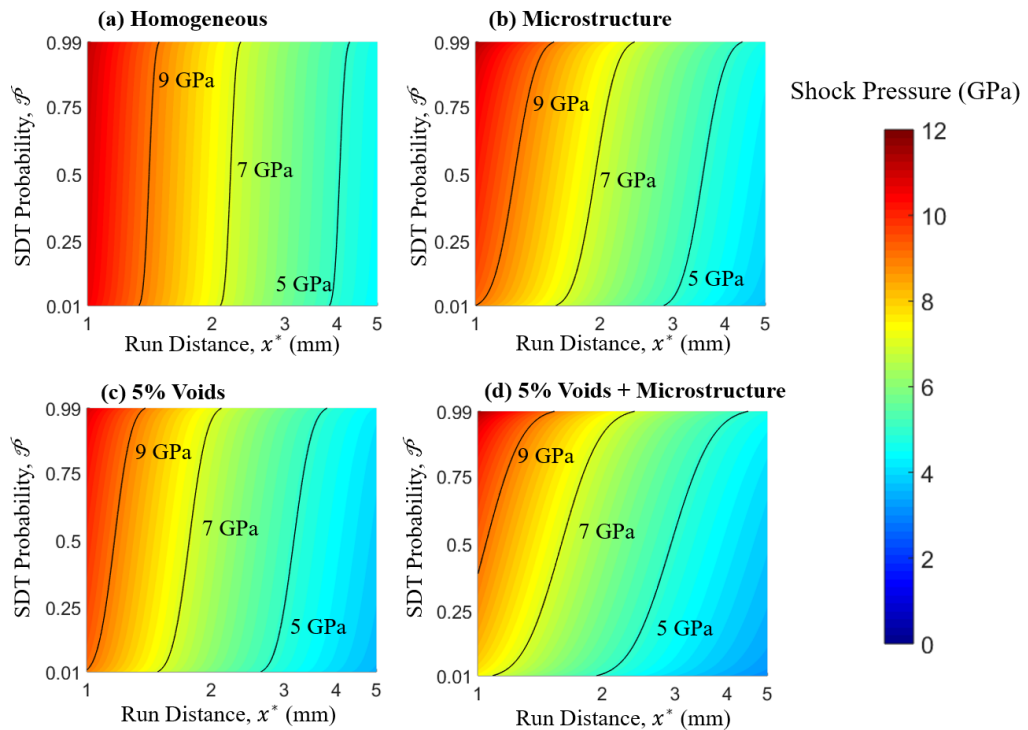 (a) Homogeneous
(b) Microstructure
SDT Probability, 𝒫
0.99
0.75
0.5
0.25
0.01
9 GPa
7 GPa
5 GPa
1 2 3 4 5
Run Distance, x* (mm)
SDT Probability, 𝒫
0.99
0.75
0.5
0.25
0.01
9 GPa
7 GPa
5 GPa
1 2 3 4 5
Run Distance, x* (mm)
Shock Pressure (GPa)
12
10
8
6
4
2
0
(c) 5% Voids
(d) 5% Voids + Microstructure
SDT Probability, 𝒫
0.99
0.75
0.5
0.25
0.01
9 GPa
7 GPa
5 GPa
1 2 3 4 5
Run Distance, x* (mm)
SDT Probability, 𝒫
0.99
0.75
0.5
0.25
0.01
9 GPa
7 GPa
5 GPa
1 2 3 4 5
Run Distance, x* (mm)